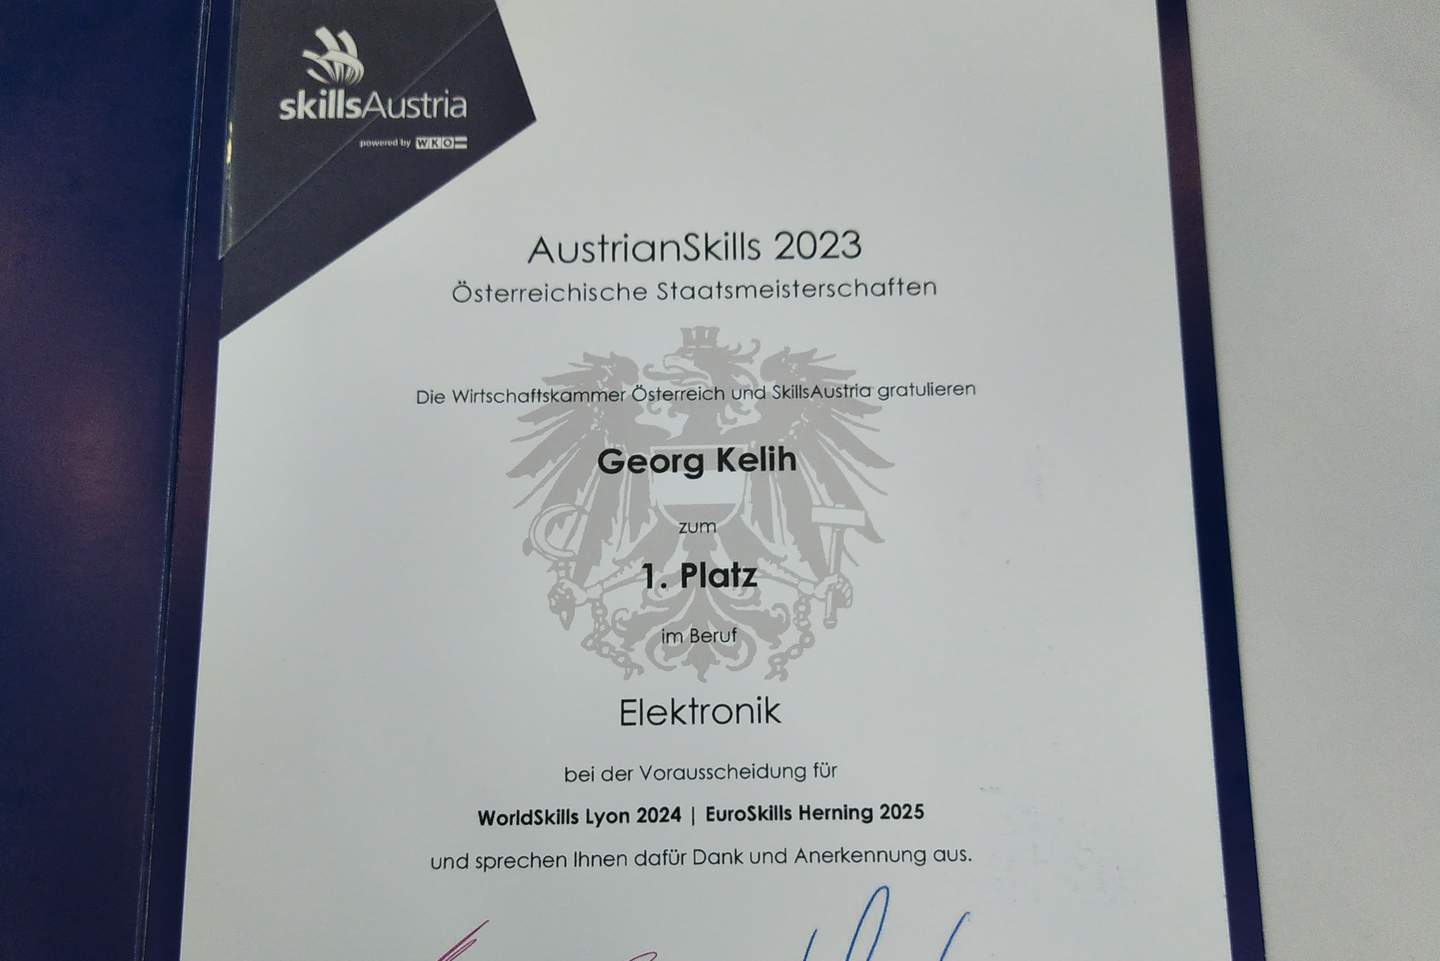 skillsAustria
powered by WKO
AustrianSkills 2023
Österreichische Staatsmeisterschaften
Die Wirtschaftskammer Österreich und SkillsAustria gratulieren
Georg Kelih
zum
1. Platz
im Beruf
Elektronik
bei der Vorausscheidung für
WorldSkills Lyon 2024 | EuroSkills Herning 2025
und sprechen Ihnen dafür Dank und Anerkennung aus.